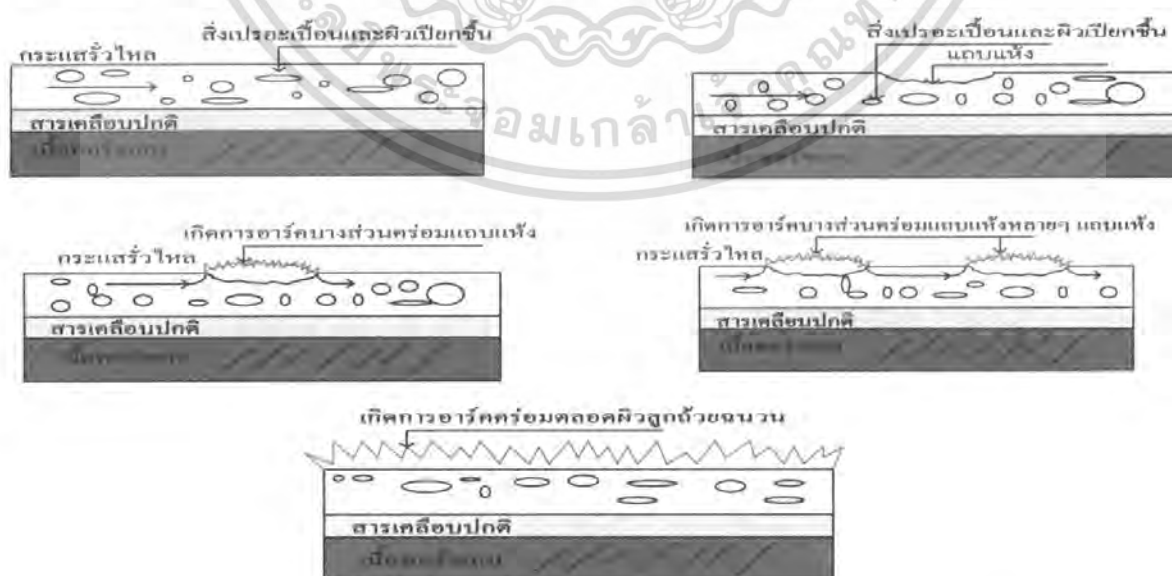 สิ่งเปรอะเปื้อนและผิวเปียกชื้น
กระแสรั่วไหล
สารเคลือบปกติ
สิ่งเปรอะเปื้อนและผิวเปียกชื้น
แถบแห้ง
สารเคลือบปกติ
เกิดการอาร์คบางส่วนคร่อมแถบแห้ง
กระแสรั่วไหล
สารเคลือบปกติ
เกิดการอาร์คบางส่วนคร่อมแถบแห้งหลายๆ แถบแห้ง
กระแสรั่วไหล
สารเคลือบปกติ
เกิดการอาร์คคร่อมตลอดผิวลูกถ้วยฉนวน
สารเคลือบปกติ